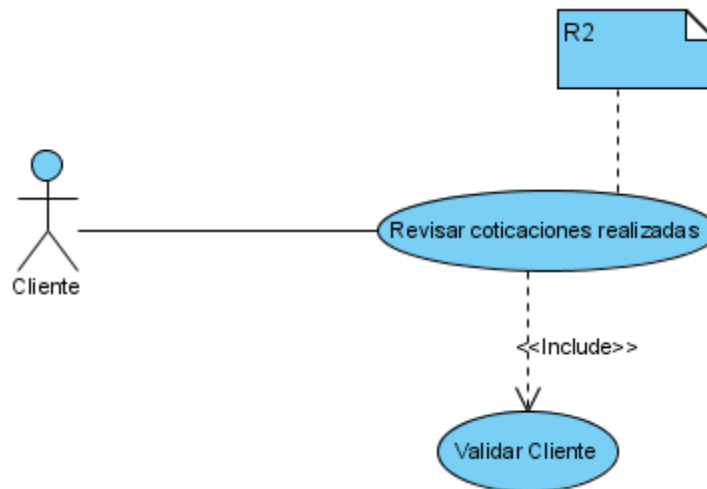 R2
Revisar coticaciones realizadas
Cliente
<<Include>>
Validar Cliente